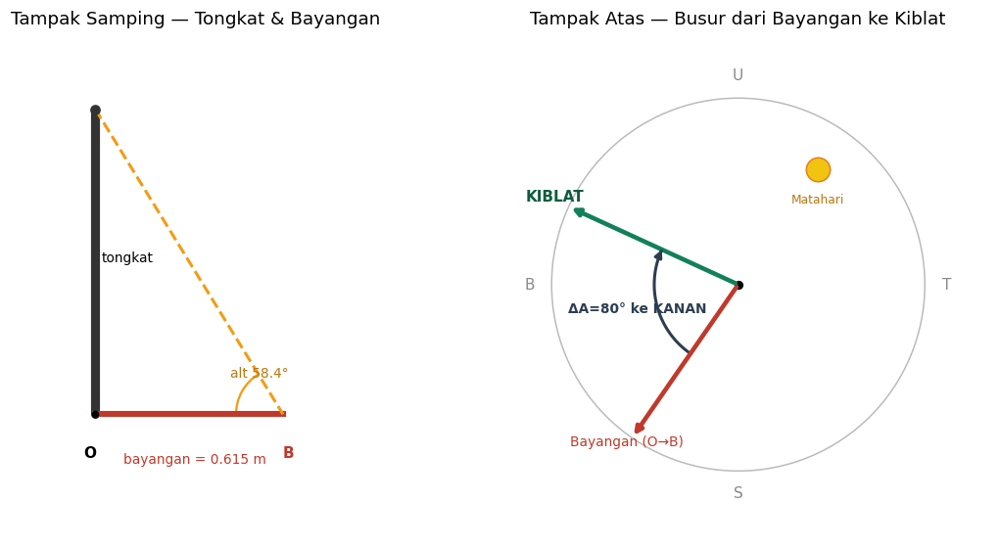 Tampak Samping — Tongkat & Bayangan
tongkat
alt 58.4°
O
B
bayangan = 0.615 m
Tampak Atas — Busur dari Bayangan ke Kiblat
U
Matahari
KIBLAT
B
T
ΔA=80° ke KANAN
Bayangan (O→B)
S